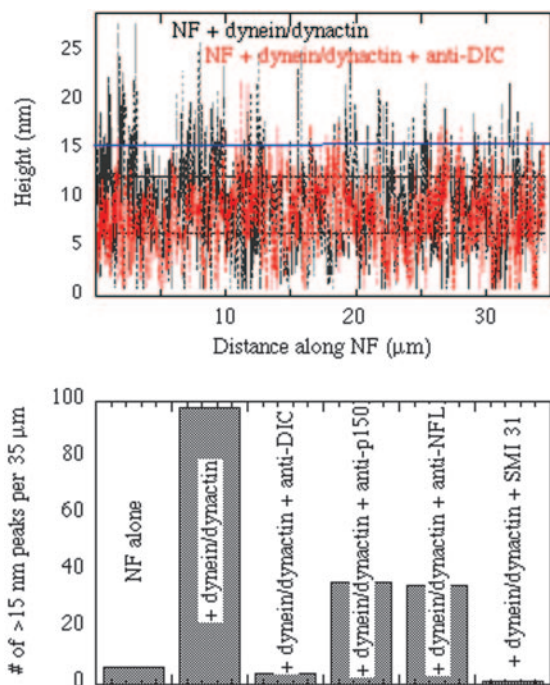 NF + dynein/dynactin
NF + dynein/dynactin + anti-DIC
Height (nm)
25
20
15
10
5
0
10
20
30
Distance along NF (μm)
# of >15 nm peaks per 35 μm
100
80
60
40
20
0
NF alone
+ dynein/dynactin
+ dynein/dynactin + anti-DIC
+ dynein/dynactin + anti-p150
+ dynein/dynactin + anti-NFL
+ dynein/dynactin + SMI 31